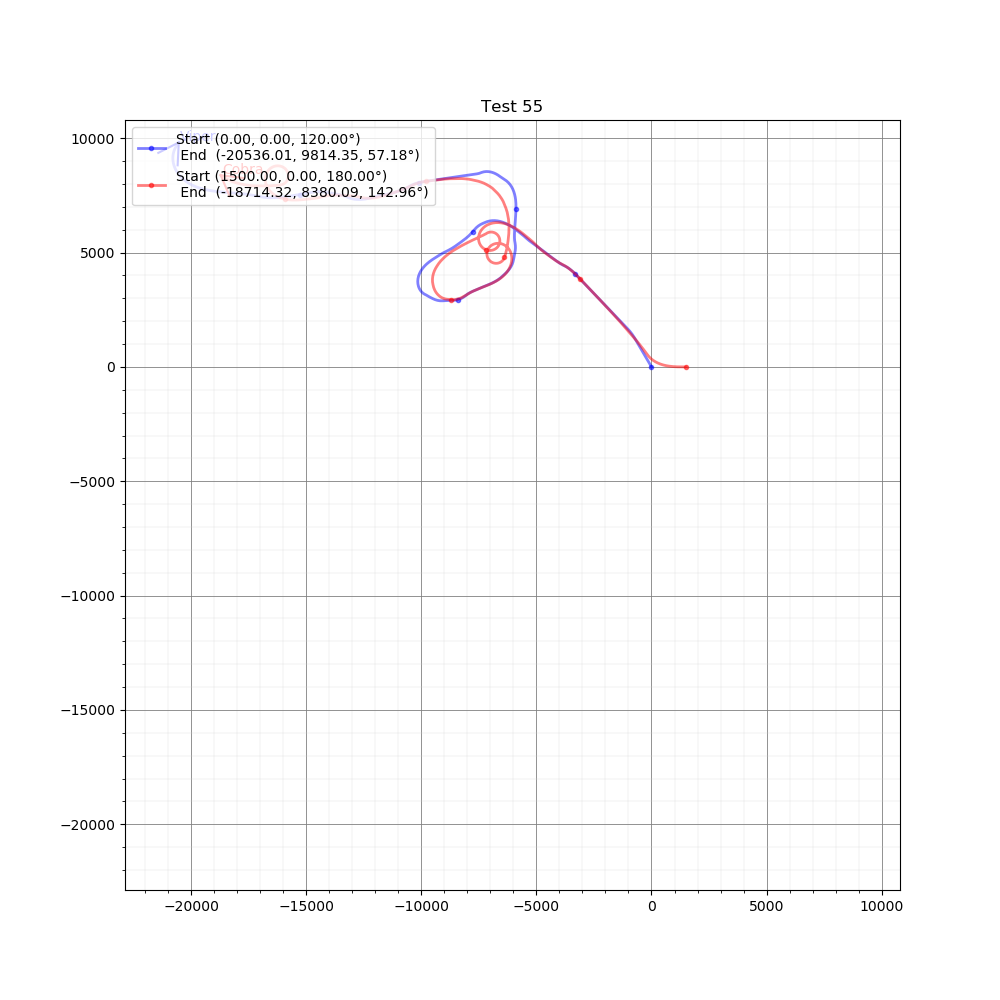 Test 55
Start (0.00, 0.00, 120.00°)
End (-20536.01, 9814.35, 57.18°)
Start (1500.00, 0.00, 180.00°)
End (-18714.32, 8380.09, 142.96°)
10000
5000
0
−5000
−10000
−15000
−20000
−20000 −15000 −10000 −5000 0 5000 10000